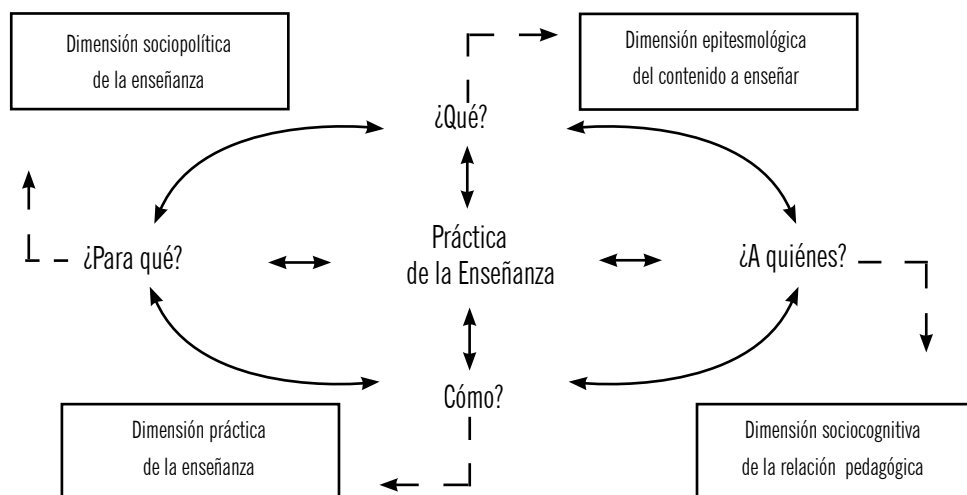 Dimensión sociopolítica
de la enseñanza
Dimensión epitesmológica
del contenido a enseñar
¿Qué?
¿Para qué?
Práctica
de la Enseñanza
¿A quiénes?
Cómo?
Dimensión práctica
de la enseñanza
Dimensión sociocognitiva
de la relación pedagógica